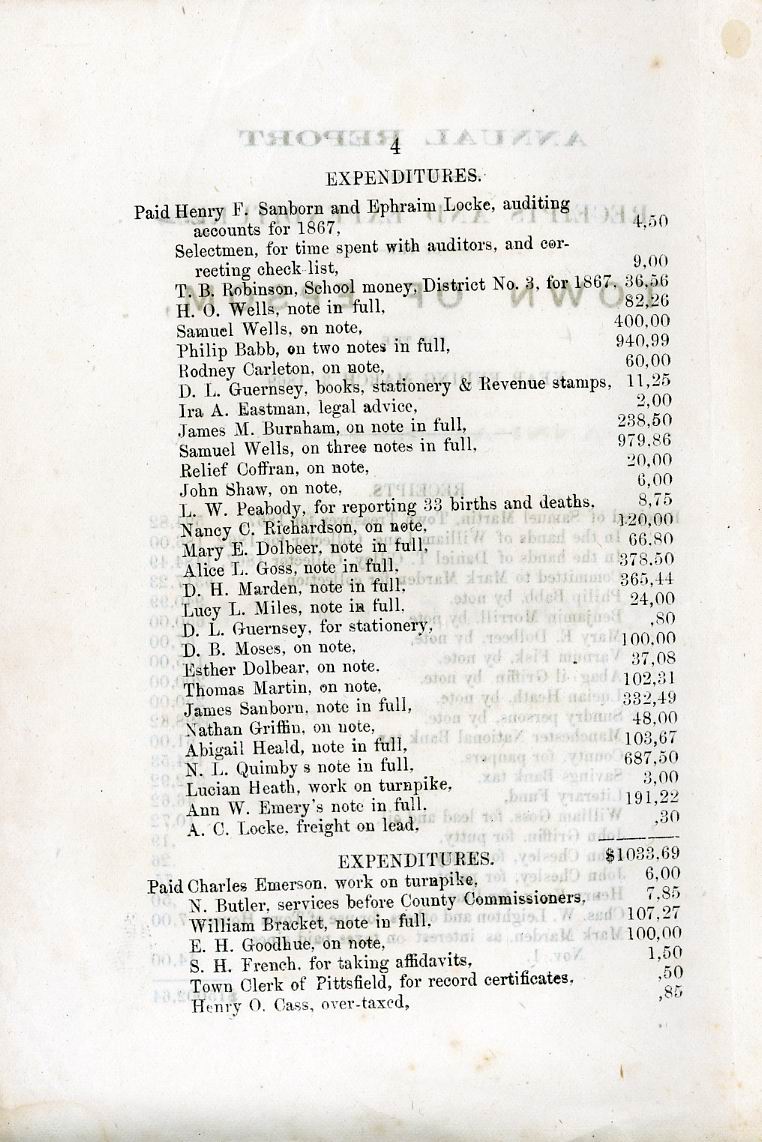 4
EXPENDITURES.
Paid Henry F. Sanborn and Ephraim Locke, auditing
accounts for 1867, 4,50
Selectmen, for time spent with auditors, and cor-
recting check-list, 9,00
T. B. Robinson, School money, District No. 3, for 1867, 36,56
H. O. Wells, note in full, 82,26
Samuel Wells, on note, 400,00
Philip Babb, on two notes in full, 940,99
Rodney Carleton, on note, 60,00
D. L. Guernsey, books, stationery & Revenue stamps, 11,25
Ira A. Eastman, legal advice, 2,00
James M. Burnham, on note in full, 238,50
Samuel Wells, on three notes in full, 979.86
Relief Coffran, on note, 20,00
John Shaw, on note, 6,00
L. W. Peabody, for reporting 33 births and deaths. 8,75
Nancy C. Richardson, on note, 120,00
Mary E. Dolbeer, note in full, 66.80
Alice L. Goss, note in full, 378.50
D. H. Marden, note in full, 365,44
Lucy L. Miles, note in full. 24,00
D. L. Guernsey, for stationery, ,80
D. B. Moses, on note, 100,00
Esther Dolbear, on note. 37,08
Thomas Martin, on note, 102,31
James Sanborn, note in full, 332,49
Nathan Griffin, on note, 48,00
Abigail Heald, note in full, 103,67
N. L. Quimby s note in full, 687,50
Lucian Heath, work on turnpike, 3,00
Ann W. Emery's note in full. 191,22
A. C. Locke, freight on lead, ,30
$1033,69
EXPENDITURES.
Paid Charles Emerson, work on turnpike, 6,00
N. Butler, services before County Commissioners, 7,85
William Bracket, note in full, 107,27
E. H. Goodhue, on note, 100,00
S. H. French, for taking affidavits, 1,50
Town Clerk of Pittsfield, for record certificates, ,50
Henry O. Cass, over-taxed, ,85